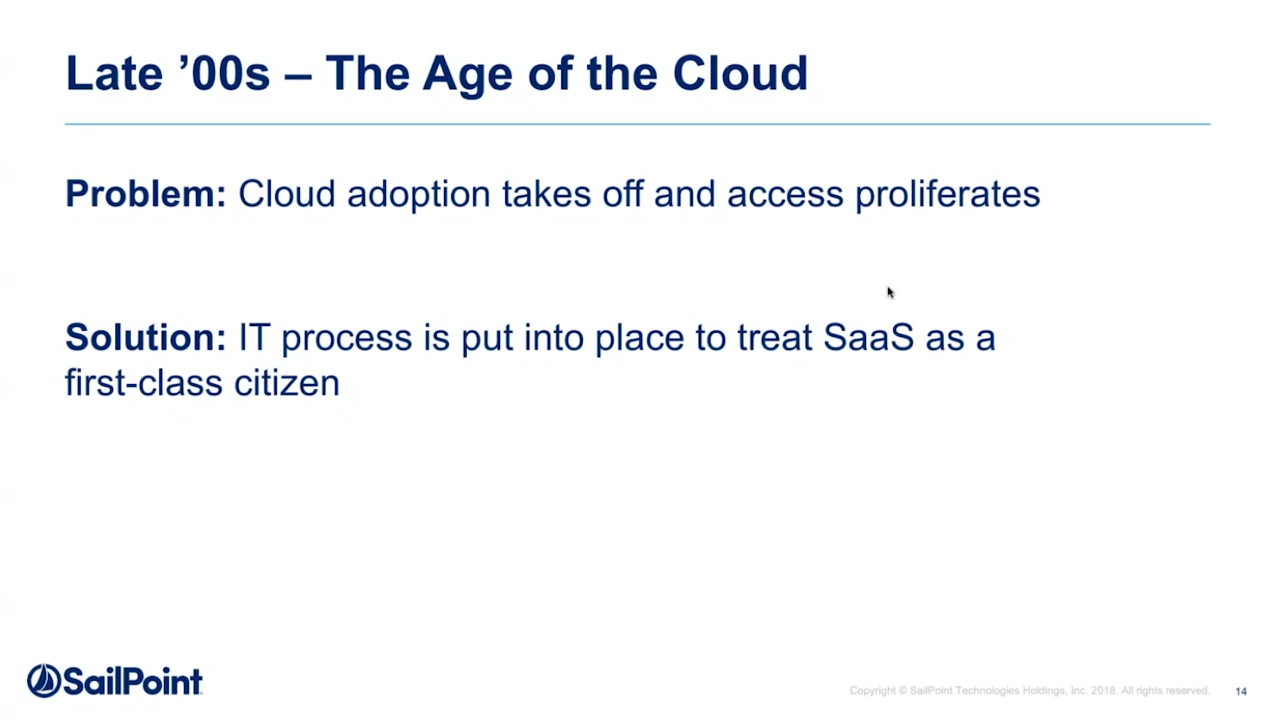 Late ’00s – The Age of the Cloud
Problem: Cloud adoption takes off and access proliferates
Solution: IT process is put into place to treat SaaS as a
first-class citizen
SailPoint
Copyright © SailPoint Technologies Holdings, Inc. 2018. All rights reserved.
14